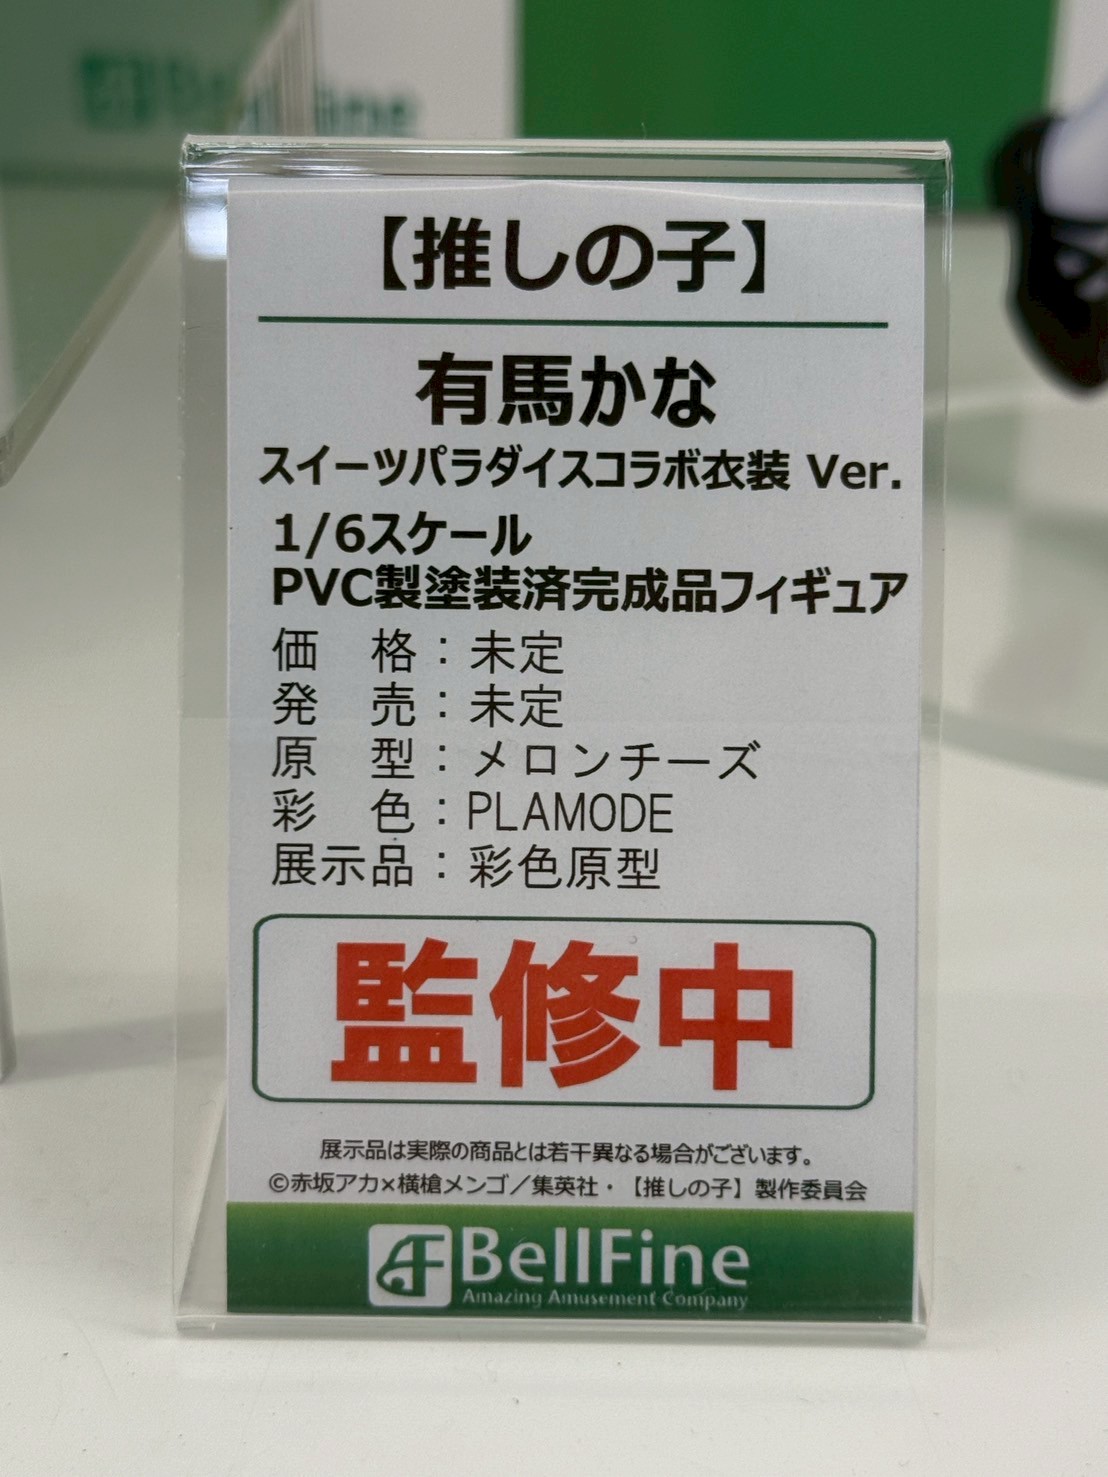 【推しの子】
有馬かな
スイーツパラダイスコラボ衣装 Ver.
1/6スケール
PVC製塗装済完成品フィギュア
価　格：未定
発　売：未定
原　型：メロンチーズ
彩　色：PLAMODE
展示品：彩色原型
監修中
展示品は実際の商品とは若干異なる場合がございます。
©赤坂アカ×横槍メンゴ／集英社・【推しの子】製作委員会
BellFine
Amazing Amusement Company